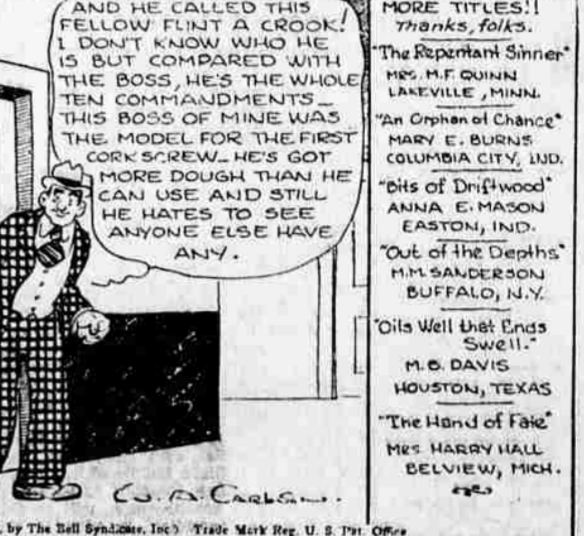 AND HE CALLED THIS
FELLOW FLINT A CROOK!
I DON'T KNOW WHO HE
IS BUT COMPARED WITH
THE BOSS, HE'S THE WHOLE
TEN COMMANDMENTS_
THIS BOSS OF MINE WAS
THE MODEL FOR THE FIRST
CORKSCREW_ HE'S GOT
MORE DOUGH THAN HE
CAN USE AND STILL
HE HATES TO SEE
ANYONE ELSE HAVE
ANY.
W. A. CARLSON.
, by The Bell Syndicate, Inc.) Trade Mark Reg. U. S. Pat. Office
MORE TITLES!!
Thanks, folks.
"The Repentant Sinner"
MRS. M.F. QUINN
LAKEVILLE, MINN.
"An Orphan of Chance"
MARY E. BURNS
COLUMBIA CITY, IND.
"Bits of Driftwood"
ANNA E. MASON
EASTON, IND.
"Out of the Depths"
M.M. SANDERSON
BUFFALO, N.Y.
"Oils Well that Ends
Swell."
M. B. DAVIS
HOUSTON, TEXAS
"The Hand of Fate"
MRS HARRY HALL
BELVIEW, MICH.